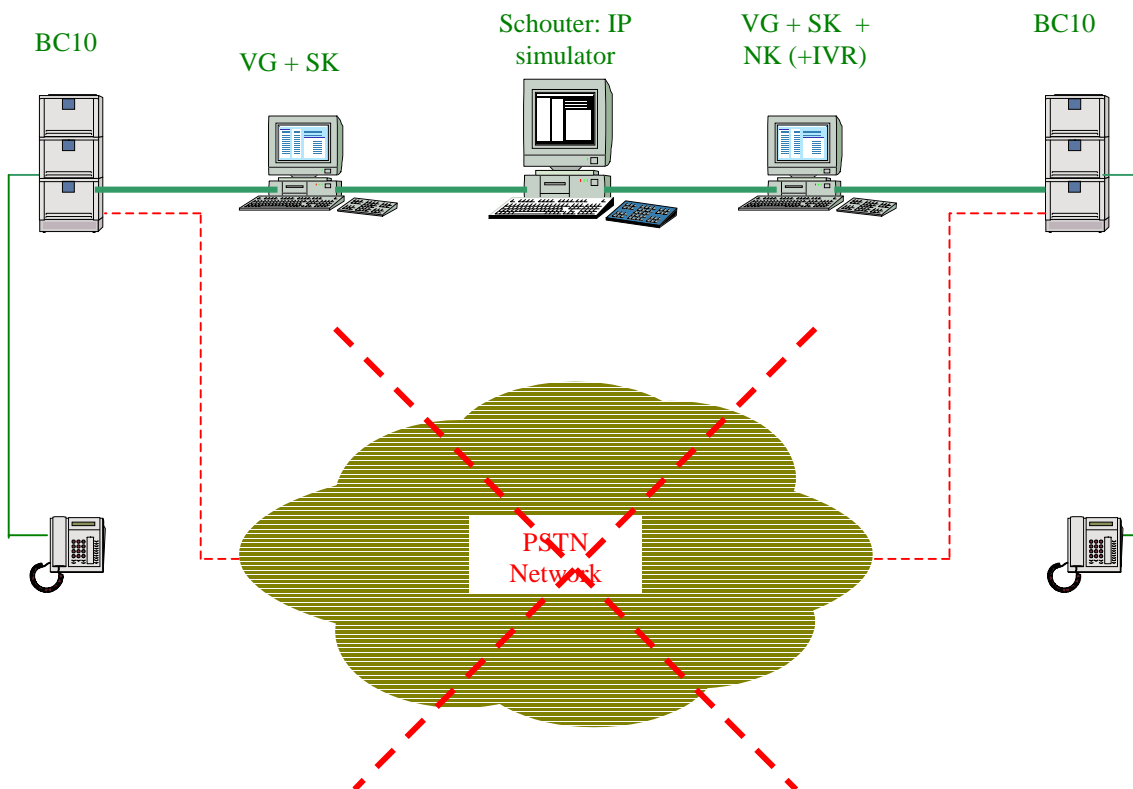 BC10
VG + SK
Schouter: IP
simulator
VG + SK +
NK (+IVR)
BC10
PSTN
Network